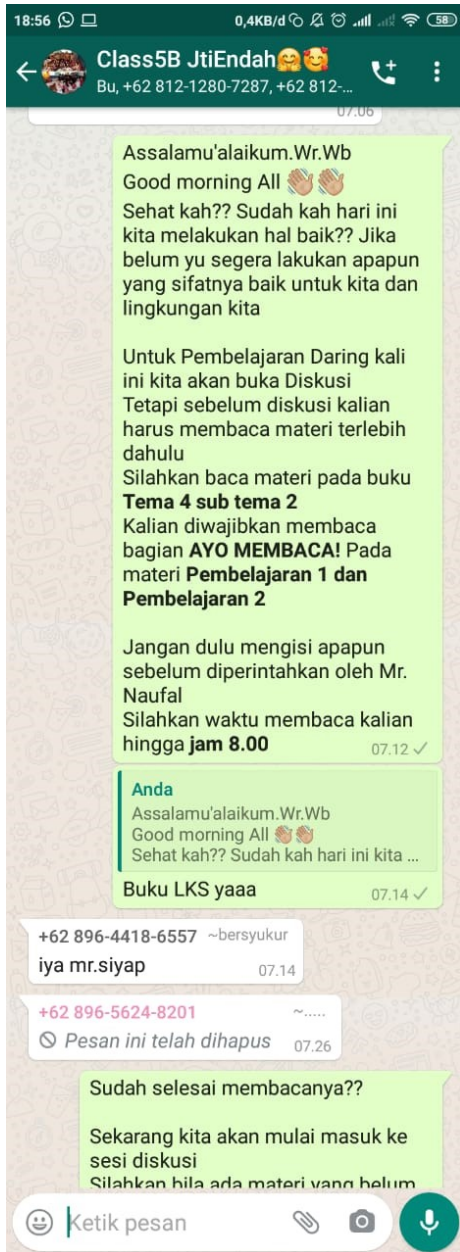 18:56 0,4KB/d 58
Class5B JtiEndah🤗🥰
Bu, +62 812-1280-7287, +62 812-...
07.06
Assalamu'alaikum.Wr.Wb
Good morning All 👋🏼👋🏼
Sehat kah?? Sudah kah hari ini
kita melakukan hal baik?? Jika
belum yu segera lakukan apapun
yang sifatnya baik untuk kita dan
lingkungan kita
Untuk Pembelajaran Daring kali
ini kita akan buka Diskusi
Tetapi sebelum diskusi kalian
harus membaca materi terlebih
dahulu
Silahkan baca materi pada buku
Tema 4 sub tema 2
Kalian diwajibkan membaca
bagian AYO MEMBACA! Pada
materi Pembelajaran 1 dan
Pembelajaran 2
Jangan dulu mengisi apapun
sebelum diperintahkan oleh Mr.
Naufal
Silahkan waktu membaca kalian
hingga jam 8.00 07.12
Anda
Assalamu'alaikum.Wr.Wb
Good morning All 👋🏼👋🏼
Sehat kah?? Sudah kah hari ini kita ...
Buku LKS yaaa 07.14
+62 896-4418-6557 ~bersyukur
iya mr.siyap 07.14
+62 896-5624-8201 ~.....
Pesan ini telah dihapus 07.26
Sudah selesai membacanya??
Sekarang kita akan mulai masuk ke
sesi diskusi
Silahkan bila ada materi yang belum
Ketik pesan